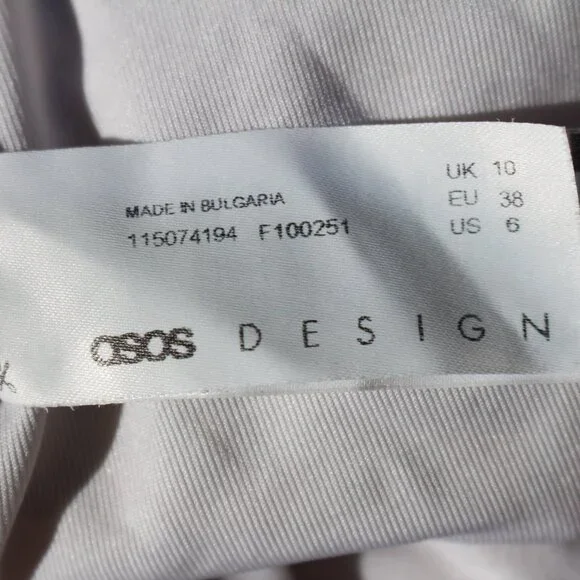 MADE IN BULGARIA
115074194 F100251
UK 10
EU 38
US 6
asos DESIGN